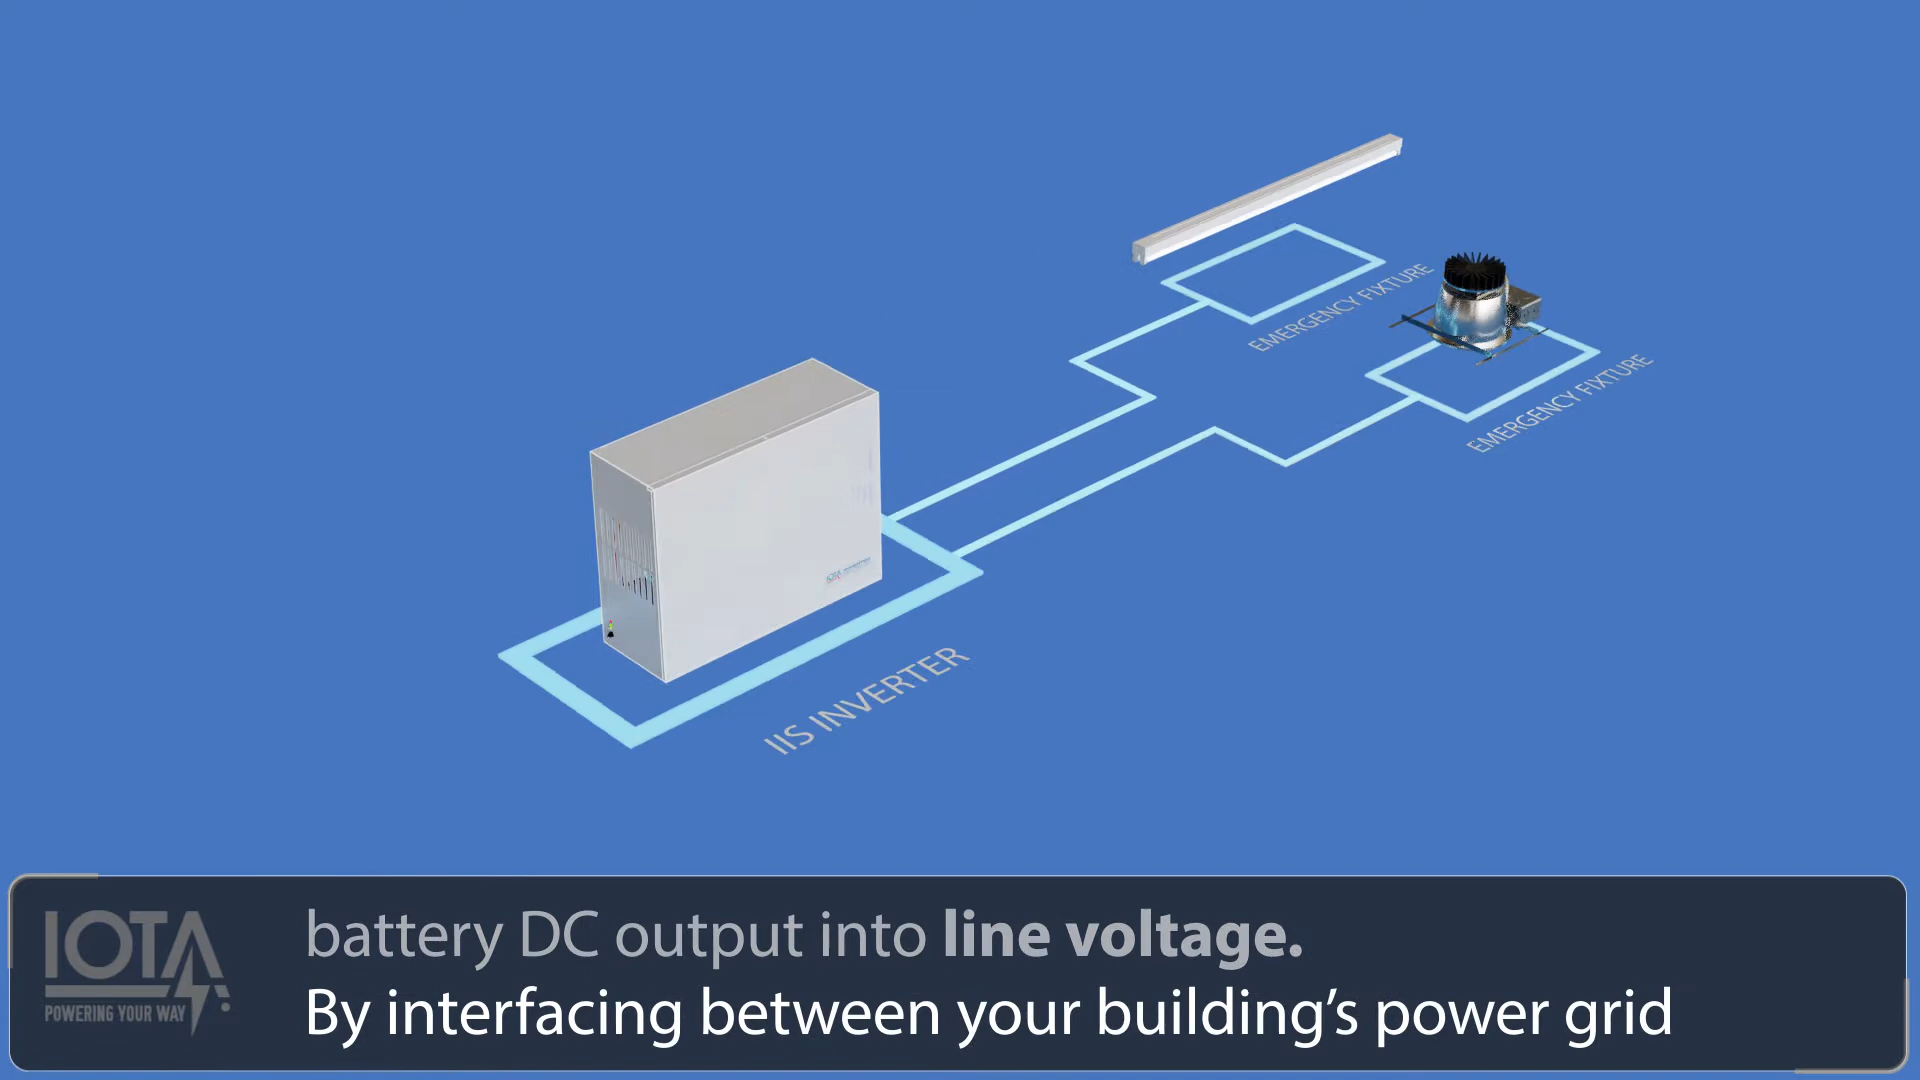 EMERGENCY FIXTURE
EMERGENCY FIXTURE
IOTA
IIS INVERTER
battery DC output into line voltage.
By interfacing between your building's power grid
IOTA
POWERING YOUR WAY